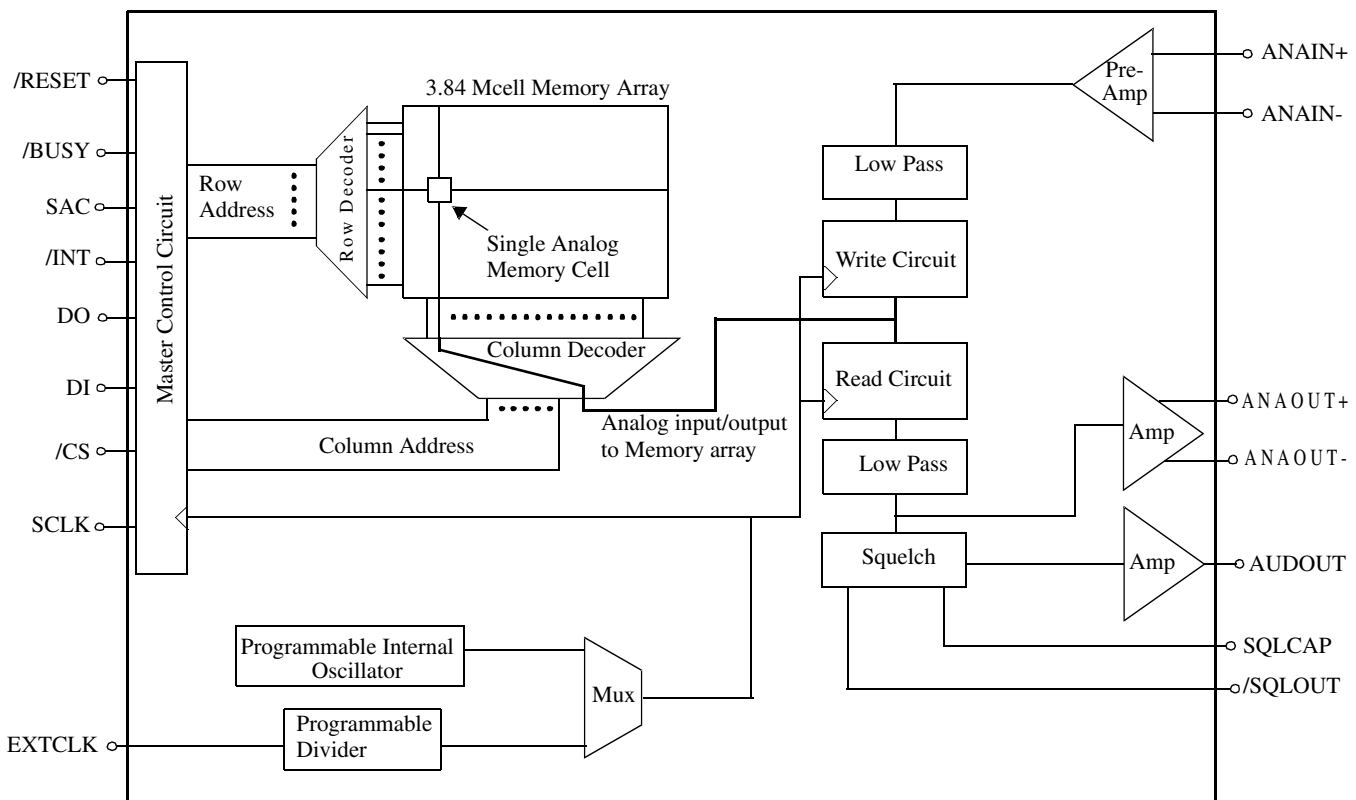 /RESET
/BUSY
SAC
/INT
DO
DI
/CS
SCLK
EXTCLK
Master Control Circuit
Row
Address
Row Decoder
3.84 Mcell Memory Array
Single Analog
Memory Cell
Column Decoder
Column Address
Analog input/output
to Memory array
Programmable Internal
Oscillator
Programmable
Divider
Mux
Pre-
Amp
Low Pass
Write Circuit
Read Circuit
Low Pass
Squelch
Amp
Amp
ANAIN+
ANAIN-
ANAOUT+
ANAOUT-
AUDOUT
SQLCAP
/SQLOUT